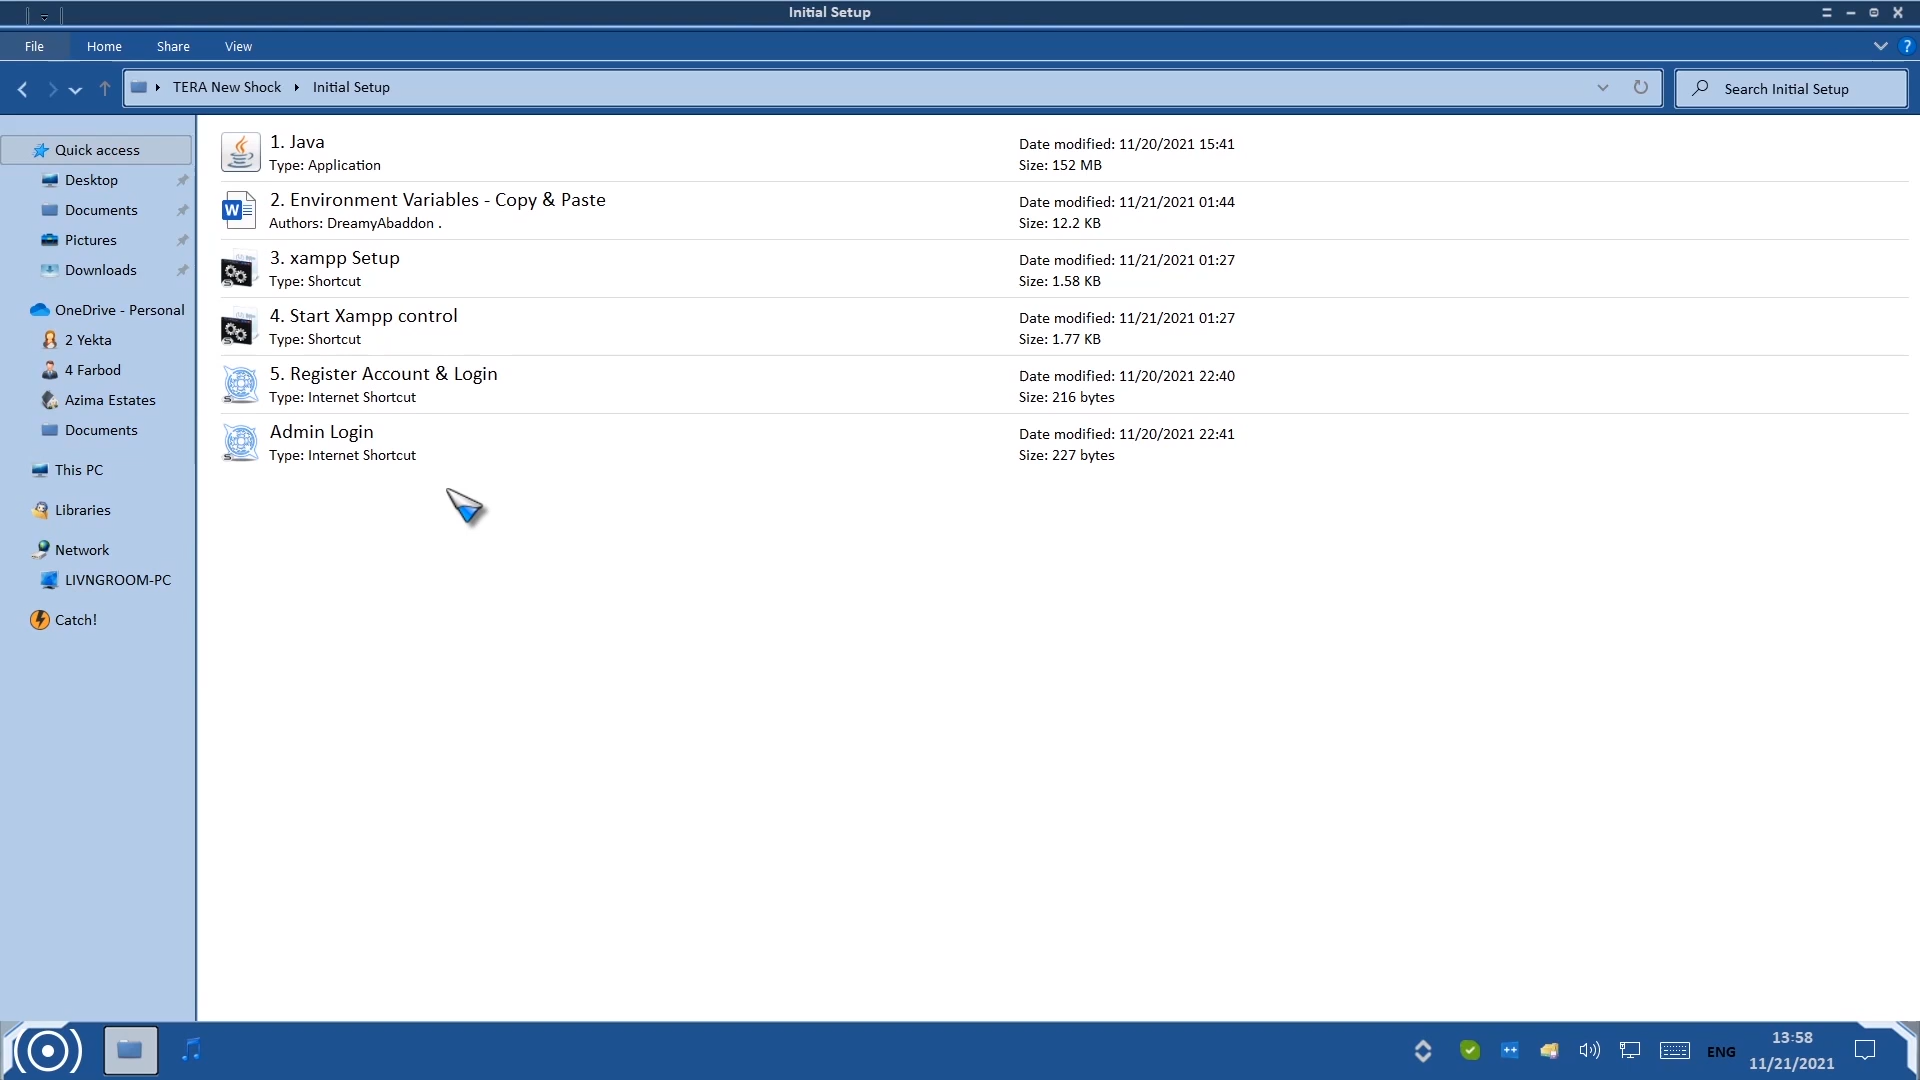 Initial Setup
File Home Share View
TERA New Shock Initial Setup
Search Initial Setup
Quick access
Desktop
Documents
Pictures
Downloads
OneDrive - Personal
2 Yekta
4 Farbod
Azima Estates
Documents
This PC
Libraries
Network
LIVNGROOM-PC
Catch!
1. Java
Type: Application
Date modified: 11/20/2021 15:41
Size: 152 MB
2. Environment Variables - Copy & Paste
Authors: DreamyAbaddon .
Date modified: 11/21/2021 01:44
Size: 12.2 KB
3. xampp Setup
Type: Shortcut
Date modified: 11/21/2021 01:27
Size: 1.58 KB
4. Start Xampp control
Type: Shortcut
Date modified: 11/21/2021 01:27
Size: 1.77 KB
5. Register Account & Login
Type: Internet Shortcut
Date modified: 11/20/2021 22:40
Size: 216 bytes
Admin Login
Type: Internet Shortcut
Date modified: 11/20/2021 22:41
Size: 227 bytes
ENG
13:58
11/21/2021